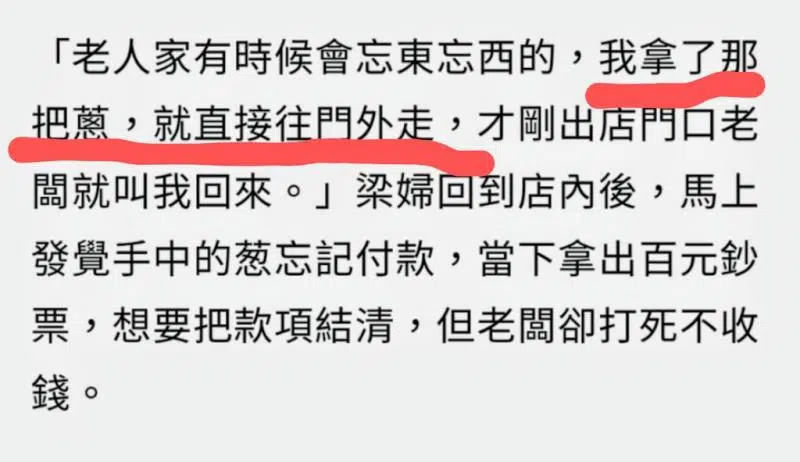 「老人家有時候會忘東忘西的，我拿了那
把蔥，就直接往門外走，才剛出店門口老
闆就叫我回來。」梁婦回到店內後，馬上
發覺手中的葱忘記付款，當下拿出百元鈔
票，想要把款項結清，但老闆卻打死不收
錢。